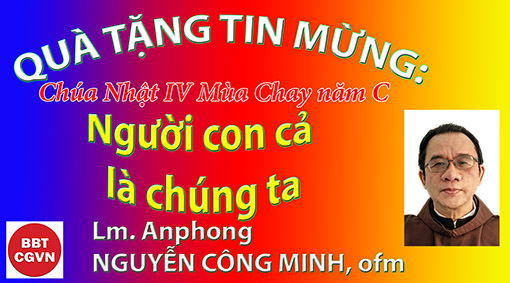 QUÀ TẶNG TIN MỪNG:
Chúa Nhật IV Mùa Chay năm C
Người con cả
là chúng ta
Lm. Anphong
NGUYỄN CÔNG MINH, ofm
BBT
CGVN